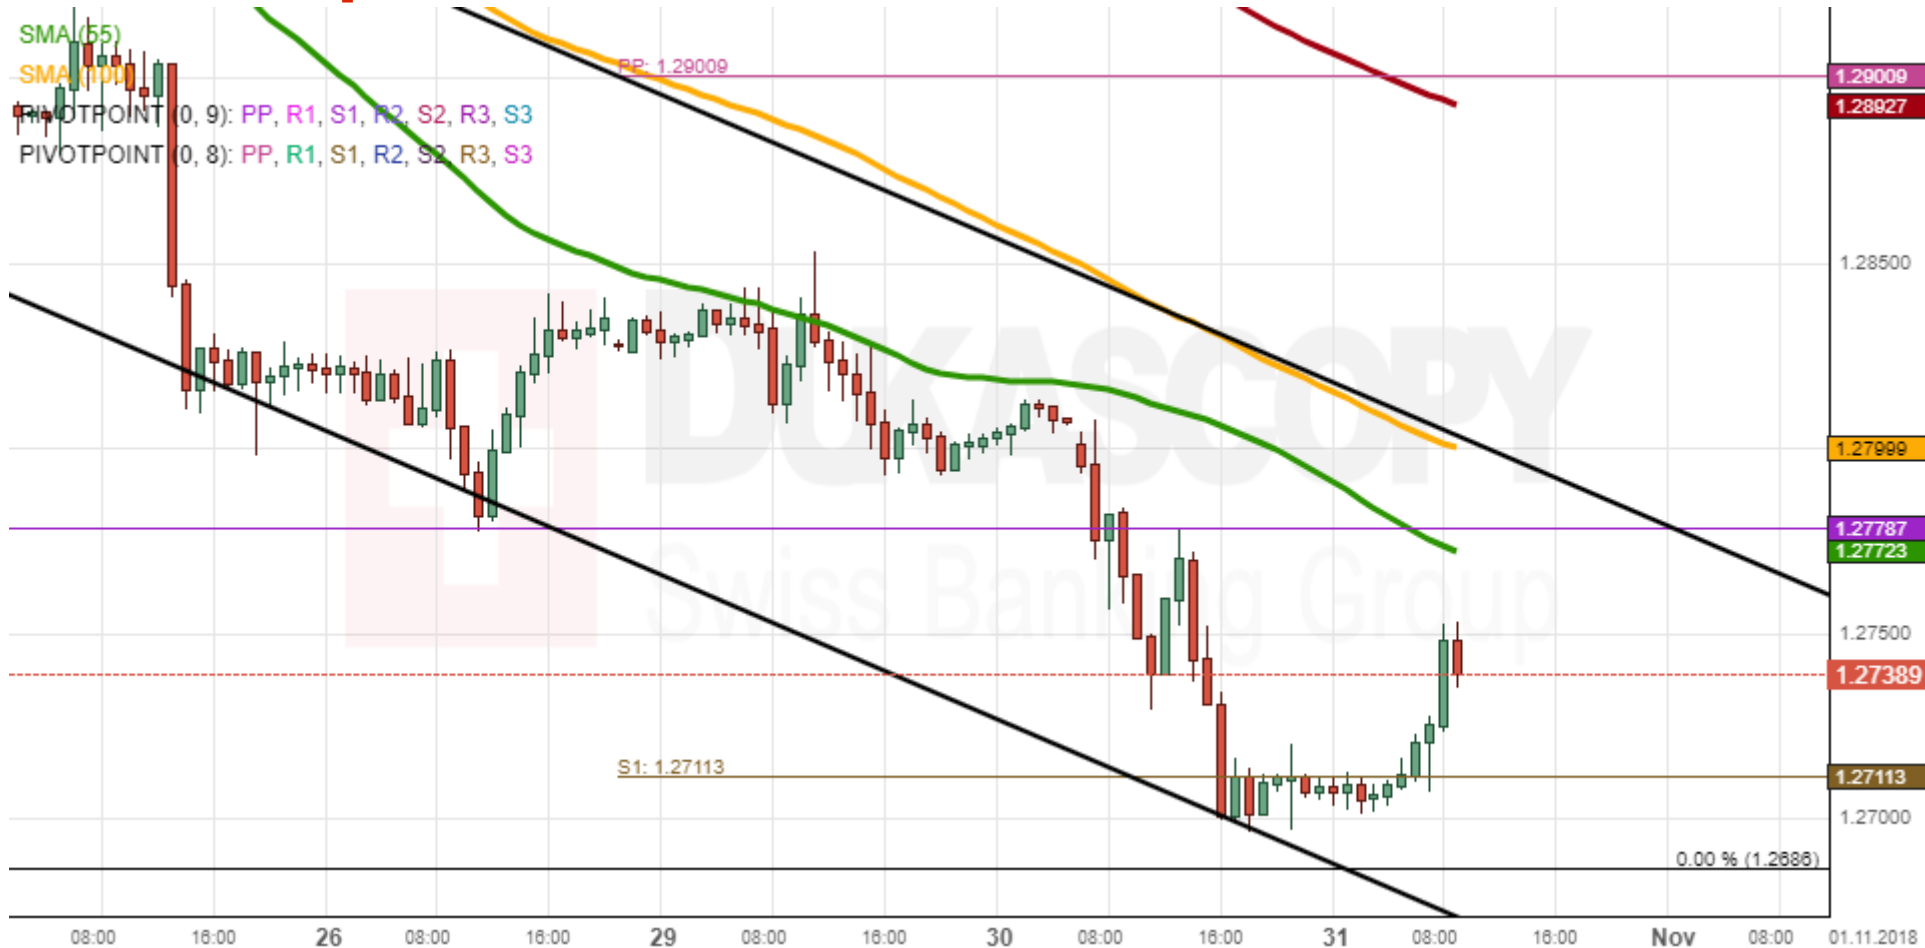 SMA (55)
SMA (100)
PIVOTPOINT (0, 9): PP, R1, S1, R2, S2, R3, S3
PIVOTPOINT (0, 8): PP, R1, S1, R2, S2, R3, S3
PP: 1.29009
1.29009
1.28927
1.28500
DUKASCOPY
Swiss Banking Group
1.27999
1.27787
1.27723
1.27500
1.27389
S1: 1.27113
1.27113
1.27000
0.00 % (1.2686)
08:00 16:00 26 08:00 16:00 29 08:00 16:00 30 08:00 16:00 31 08:00 16:00 Nov 08:00 01.11.2018